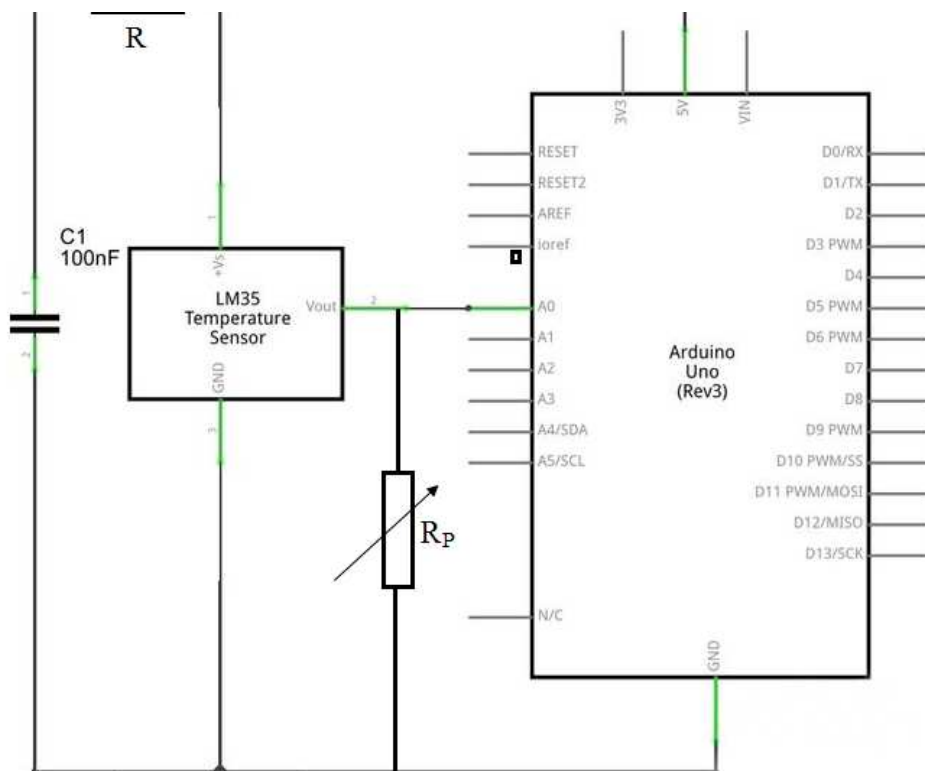 R
3V3
5V
VIN
RESET
RESET2
AREF
ioref
A0
A1
A2
A3
A4/SDA
A5/SCL
N/C
D0/RX
D1/TX
D2
D3 PWM
D4
D5 PWM
D6 PWM
D7
D8
D9 PWM
D10 PWM/SS
D11 PWM/MOSI
D12/MISO
D13/SCK
GND
Arduino
Uno
(Rev3)
C1
100nF
1
2
1
+Vs
LM35
Temperature
Sensor
Vout
2
GND
3
RP